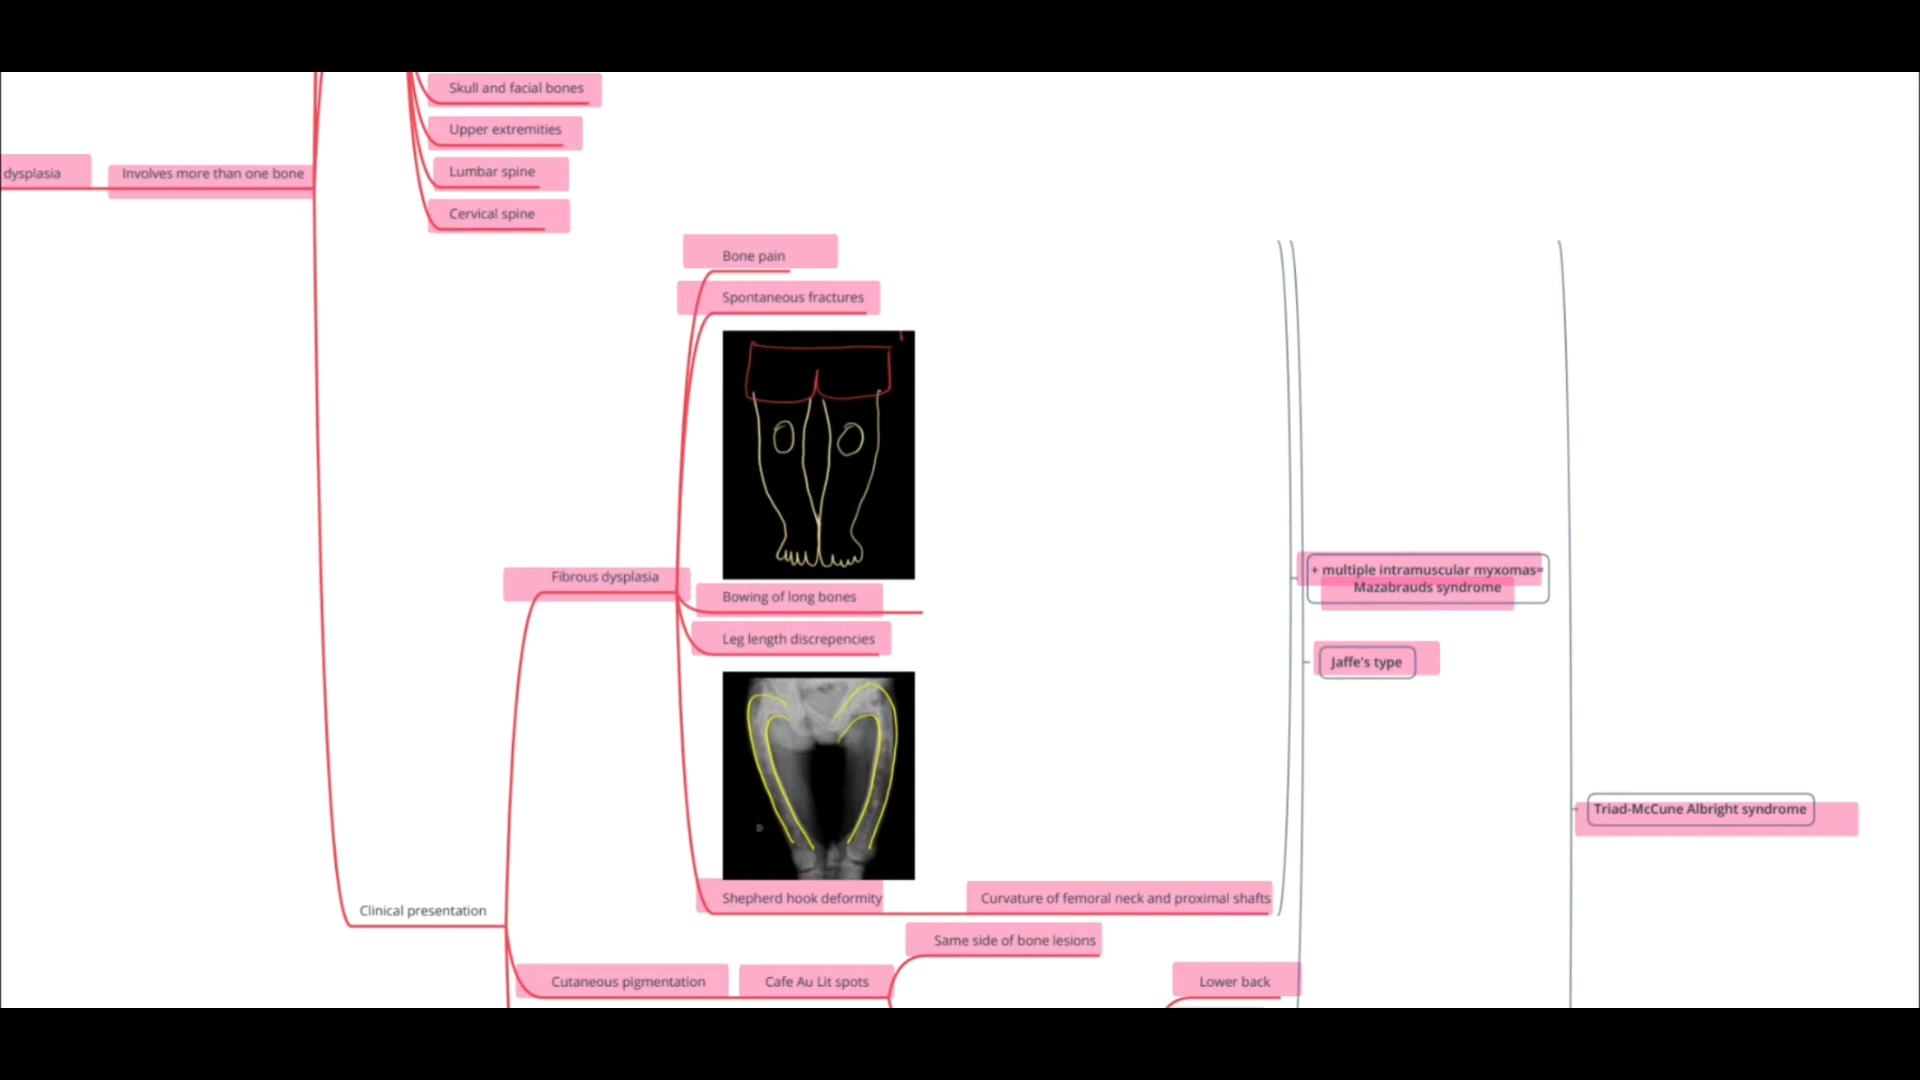 Skull and facial bones
Upper extremities
Lumbar spine
Cervical spine
dysplasia
Involves more than one bone
Bone pain
Spontaneous fractures
Bowing of long bones
Leg length discrepencies
Fibrous dysplasia
Shepherd hook deformity
Curvature of femoral neck and proximal shafts
+ multiple intramuscular myxomas=
Mazabrauds syndrome
Jaffe's type
Triad-McCune Albright syndrome
Clinical presentation
Same side of bone lesions
Cutaneous pigmentation
Cafe Au Lit spots
Lower back